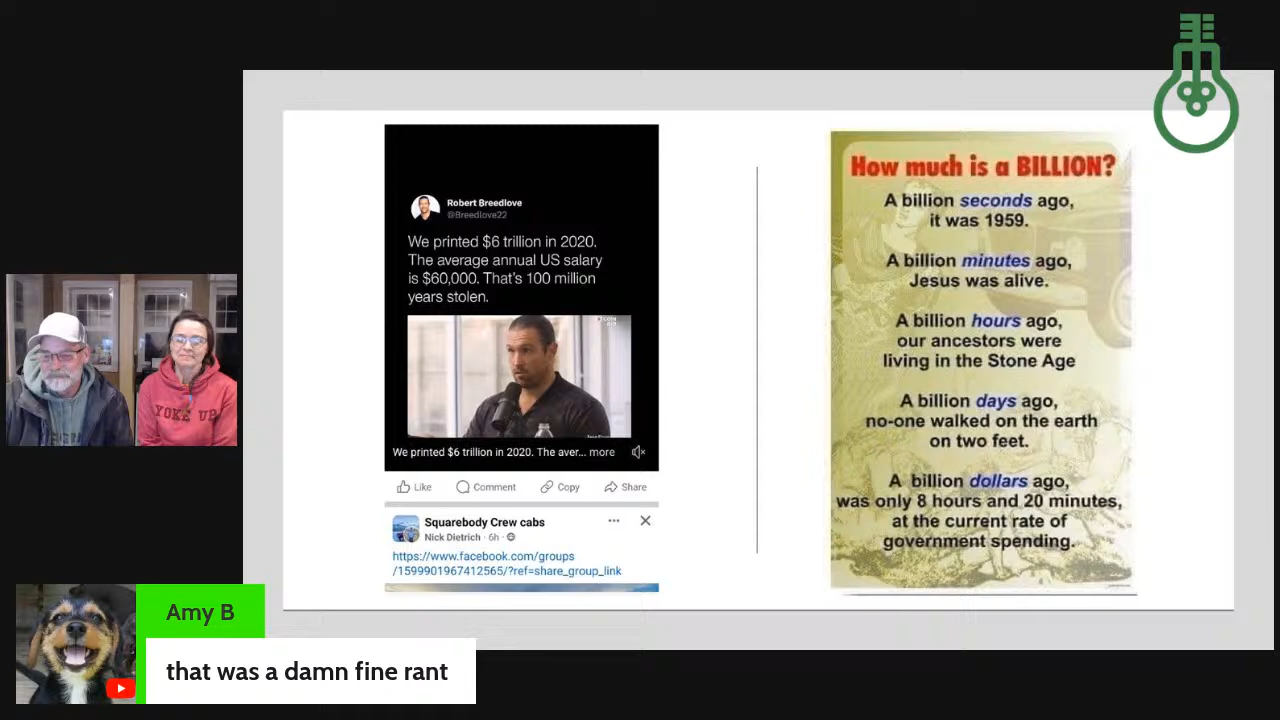 Robert Breedlove
@Breedlove22
We printed $6 trillion in 2020.
The average annual US salary
is $60,000. That's 100 million
years stolen.
We printed $6 trillion in 2020. The aver... more
Like
Comment
Copy
Share
Squarebody Crew cabs
Nick Dietrich · 6h ·
https://www.facebook.com/groups
/1599901967412565/?ref=share_group_link
How much is a BILLION?
A billion seconds ago,
it was 1959.
A billion minutes ago,
Jesus was alive.
A billion hours ago,
our ancestors were
living in the Stone Age
A billion days ago,
no-one walked on the earth
on two feet.
A billion dollars ago,
was only 8 hours and 20 minutes,
at the current rate of
government spending.
YOKE UP
Amy B
that was a damn fine rant